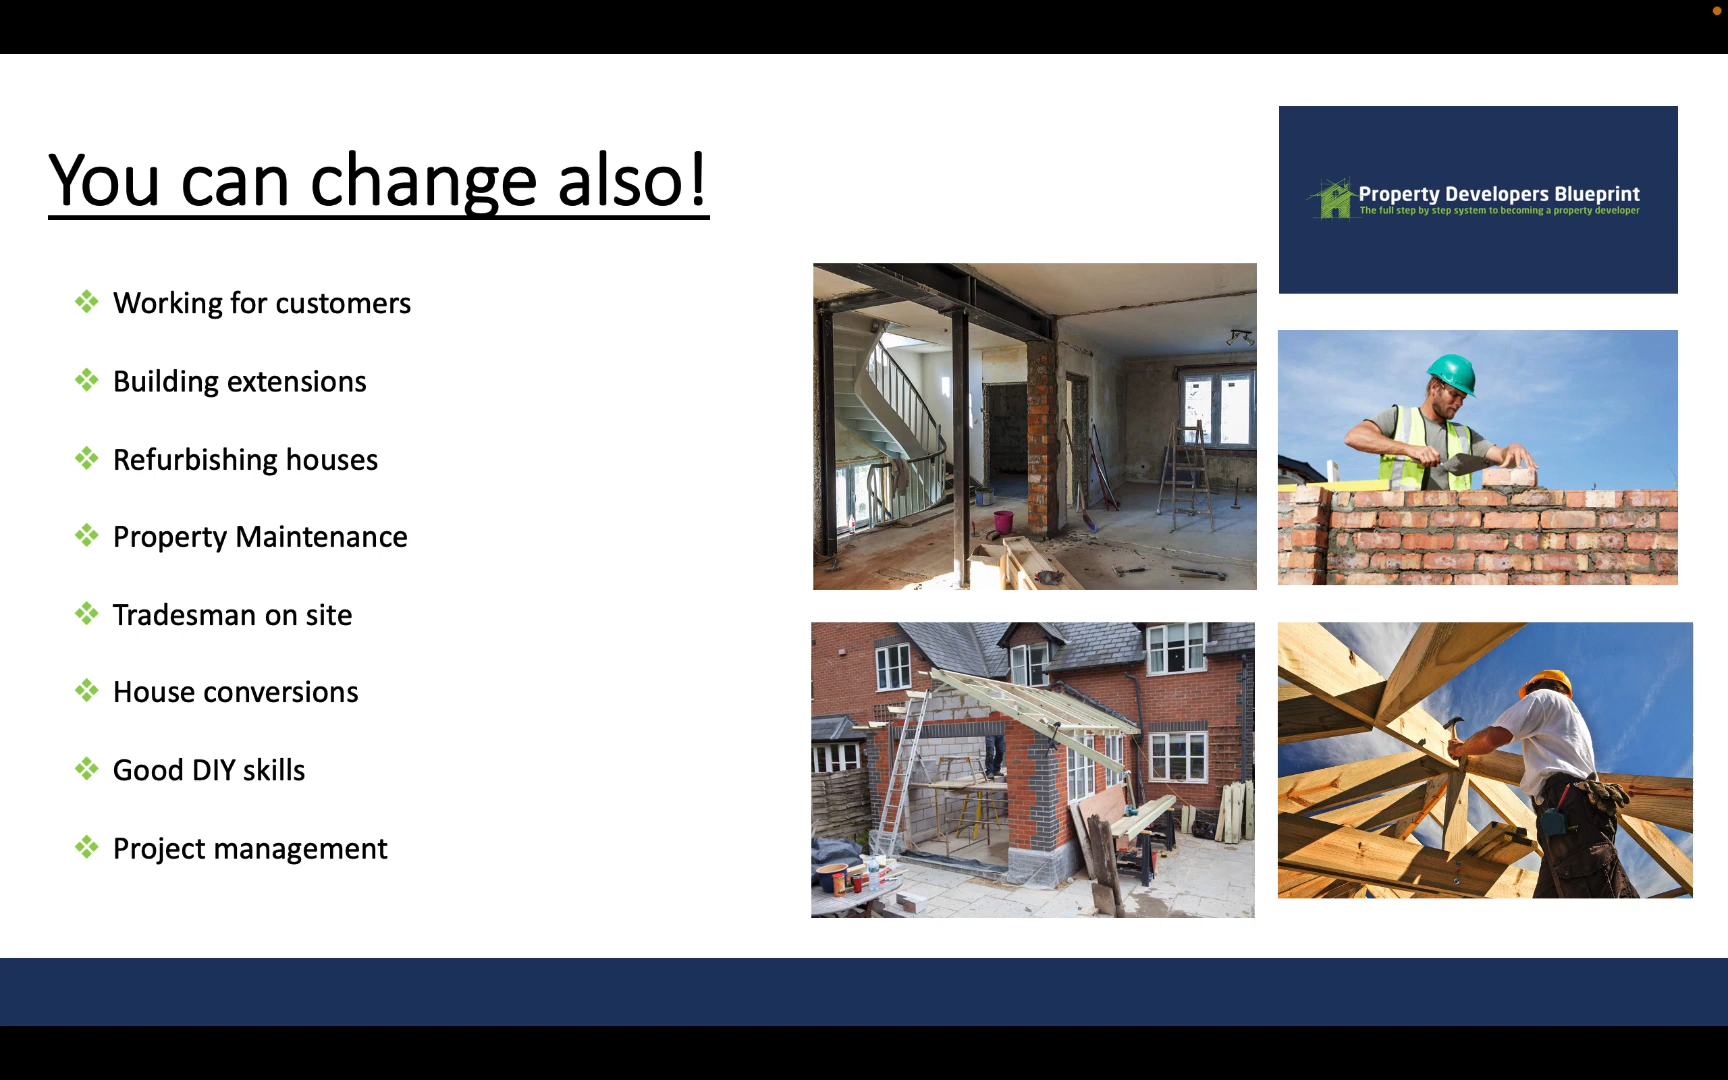 You can change also!
Working for customers
Building extensions
Refurbishing houses
Property Maintenance
Tradesman on site
House conversions
Good DIY skills
Project management
Property Developers Blueprint
The full step by step system to becoming a property developer